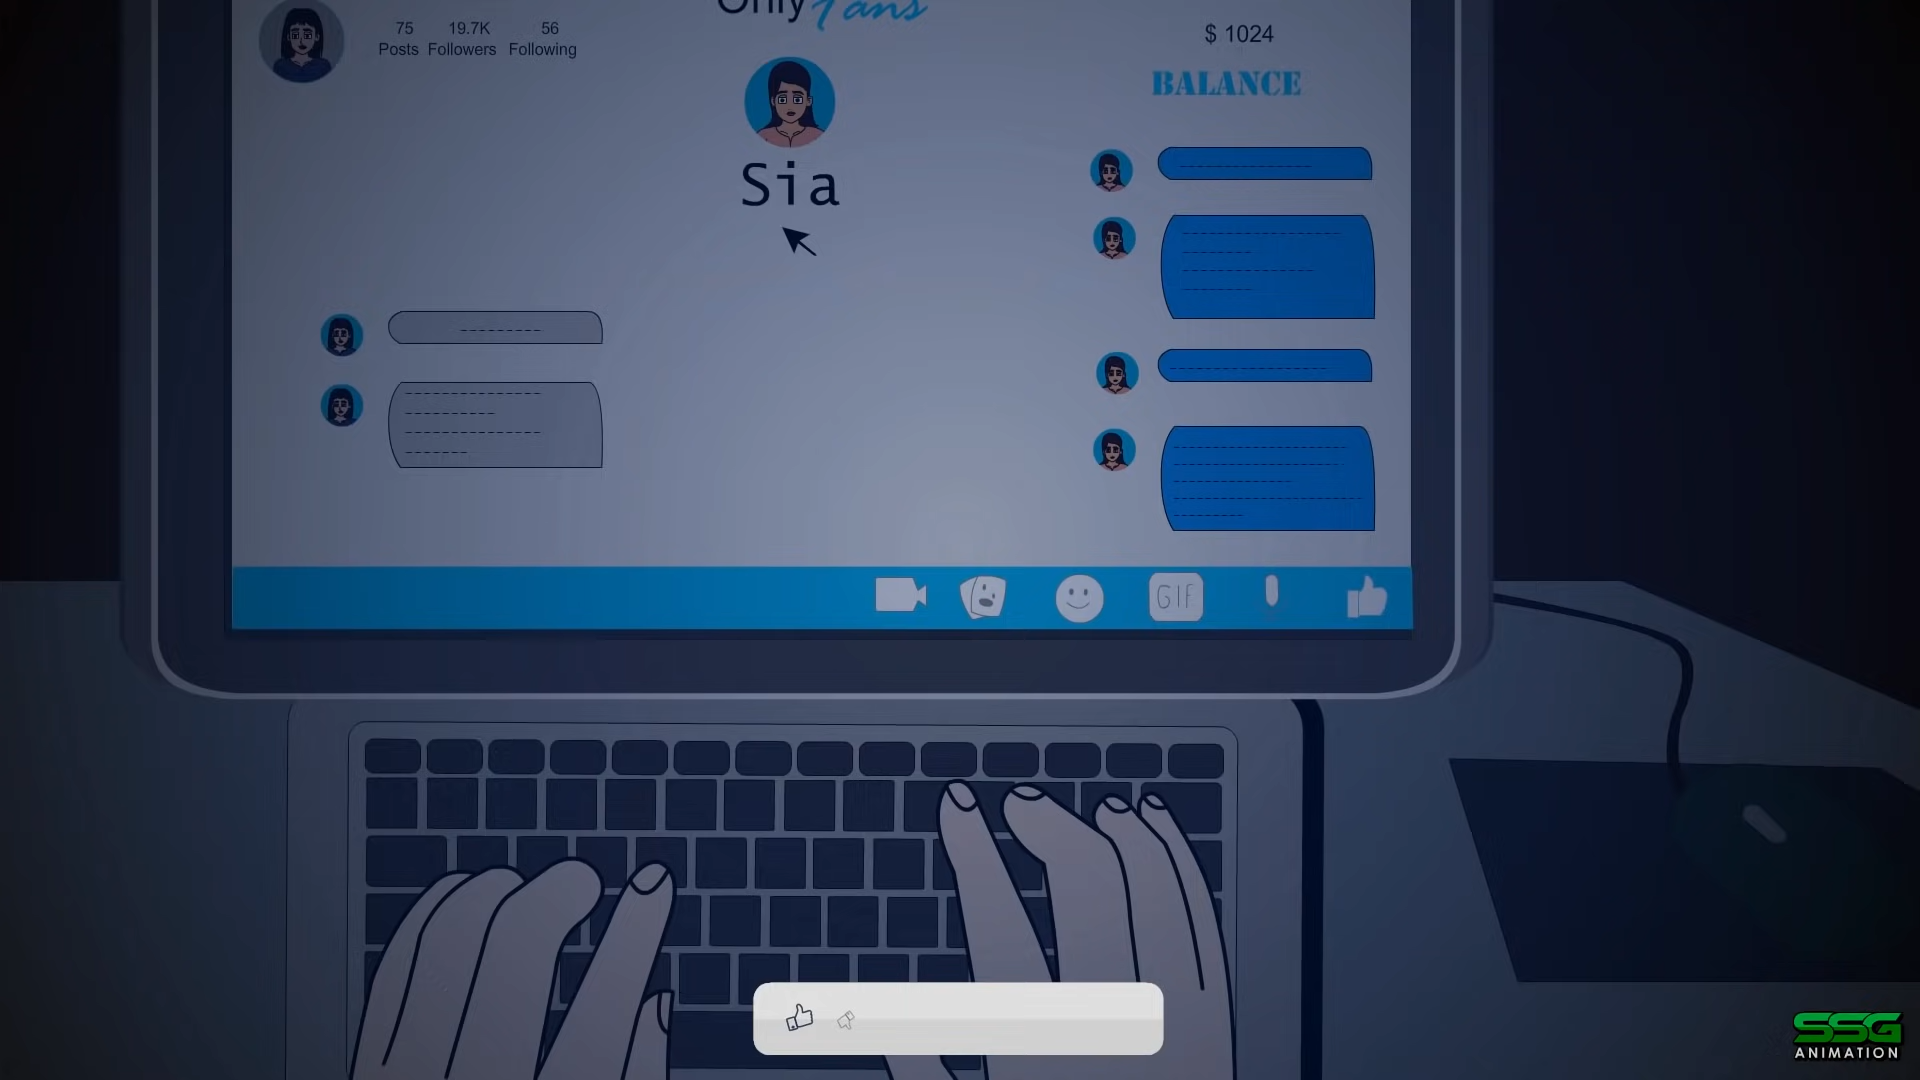 OnlyFans
75 19.7K 56
Posts Followers Following
$ 1024
BALANCE
Sia
GIF
SSG
ANIMATION